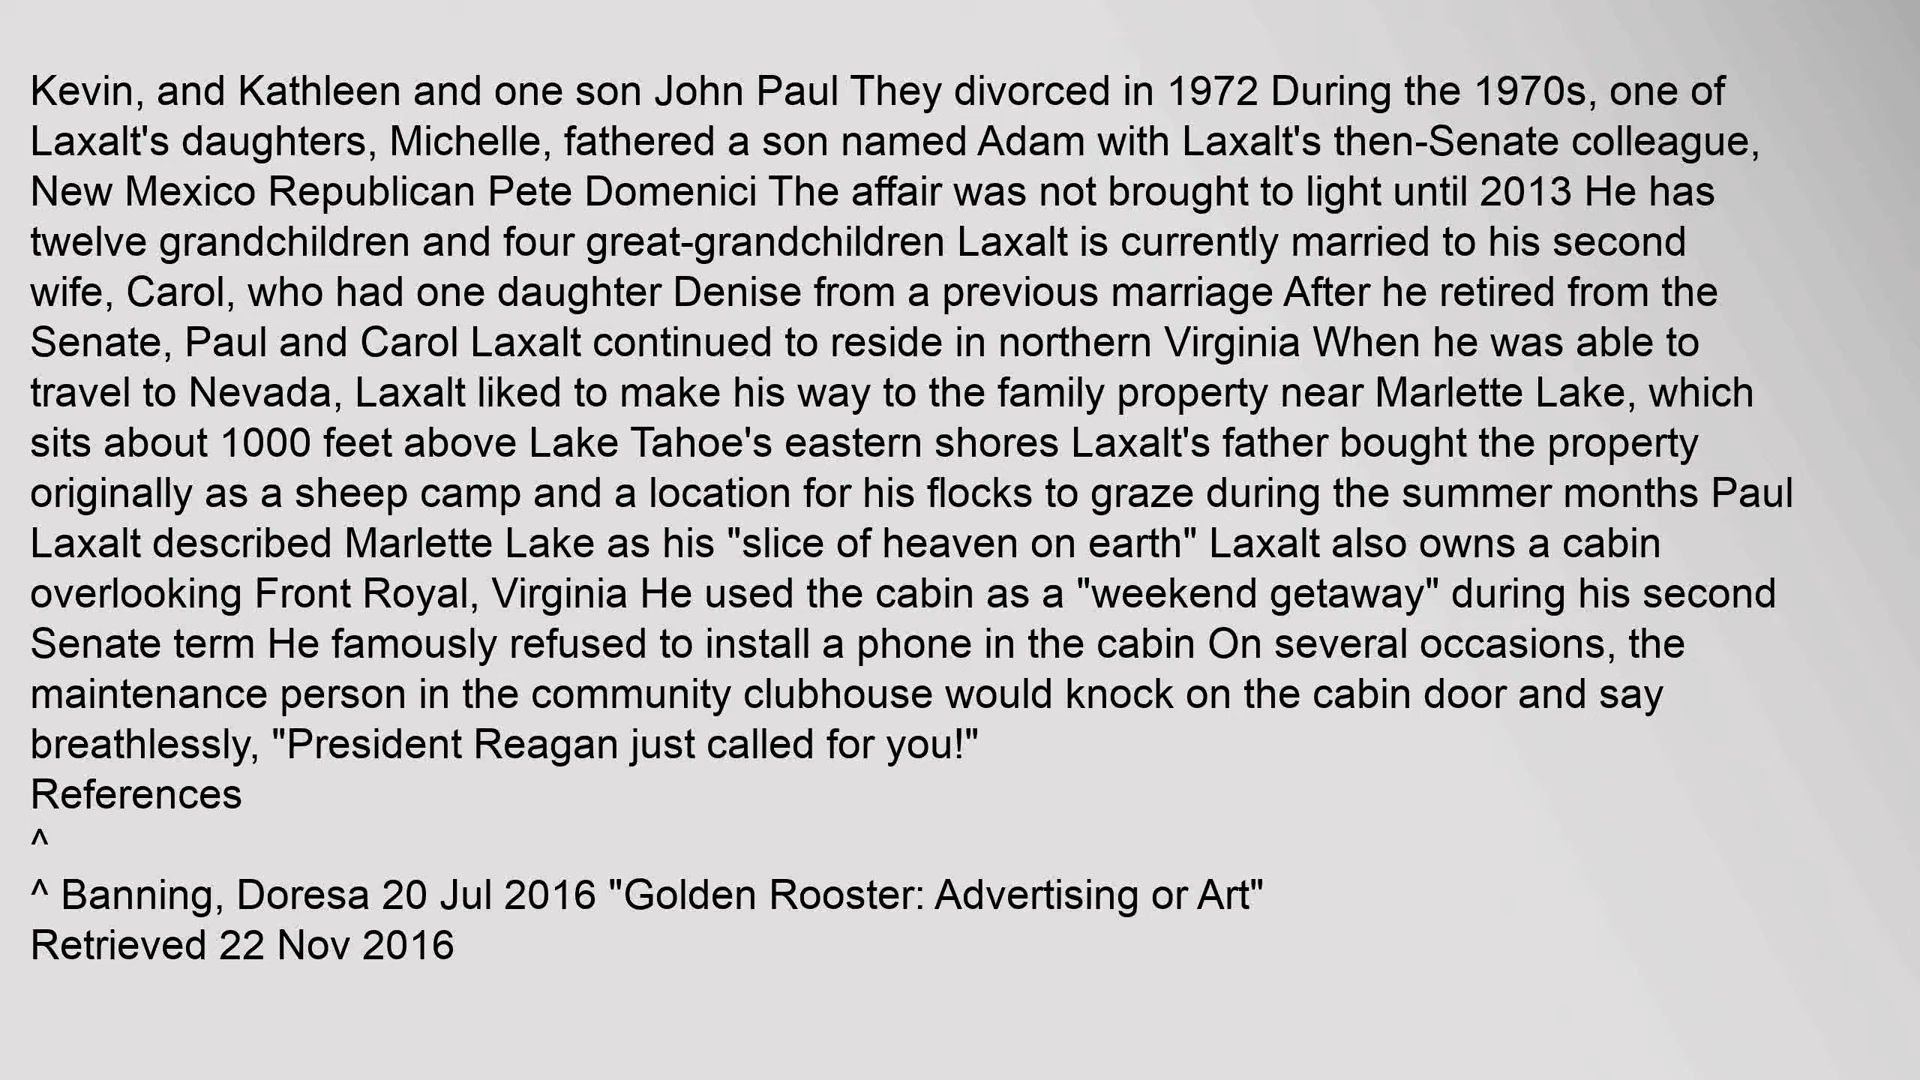 Kevin, and Kathleen and one son John Paul They divorced in 1972 During the 1970s, one of
Laxalt's daughters, Michelle, fathered a son named Adam with Laxalt's then-Senate colleague,
New Mexico Republican Pete Domenici The affair was not brought to light until 2013 He has
twelve grandchildren and four great-grandchildren Laxalt is currently married to his second
wife, Carol, who had one daughter Denise from a previous marriage After he retired from the
Senate, Paul and Carol Laxalt continued to reside in northern Virginia When he was able to
travel to Nevada, Laxalt liked to make his way to the family property near Marlette Lake, which
sits about 1000 feet above Lake Tahoe's eastern shores Laxalt's father bought the property
originally as a sheep camp and a location for his flocks to graze during the summer months Paul
Laxalt described Marlette Lake as his "slice of heaven on earth" Laxalt also owns a cabin
overlooking Front Royal, Virginia He used the cabin as a "weekend getaway" during his second
Senate term He famously refused to install a phone in the cabin On several occasions, the
maintenance person in the community clubhouse would knock on the cabin door and say
breathlessly, "President Reagan just called for you!"
References
^
^ Banning, Doresa 20 Jul 2016 "Golden Rooster: Advertising or Art"
Retrieved 22 Nov 2016